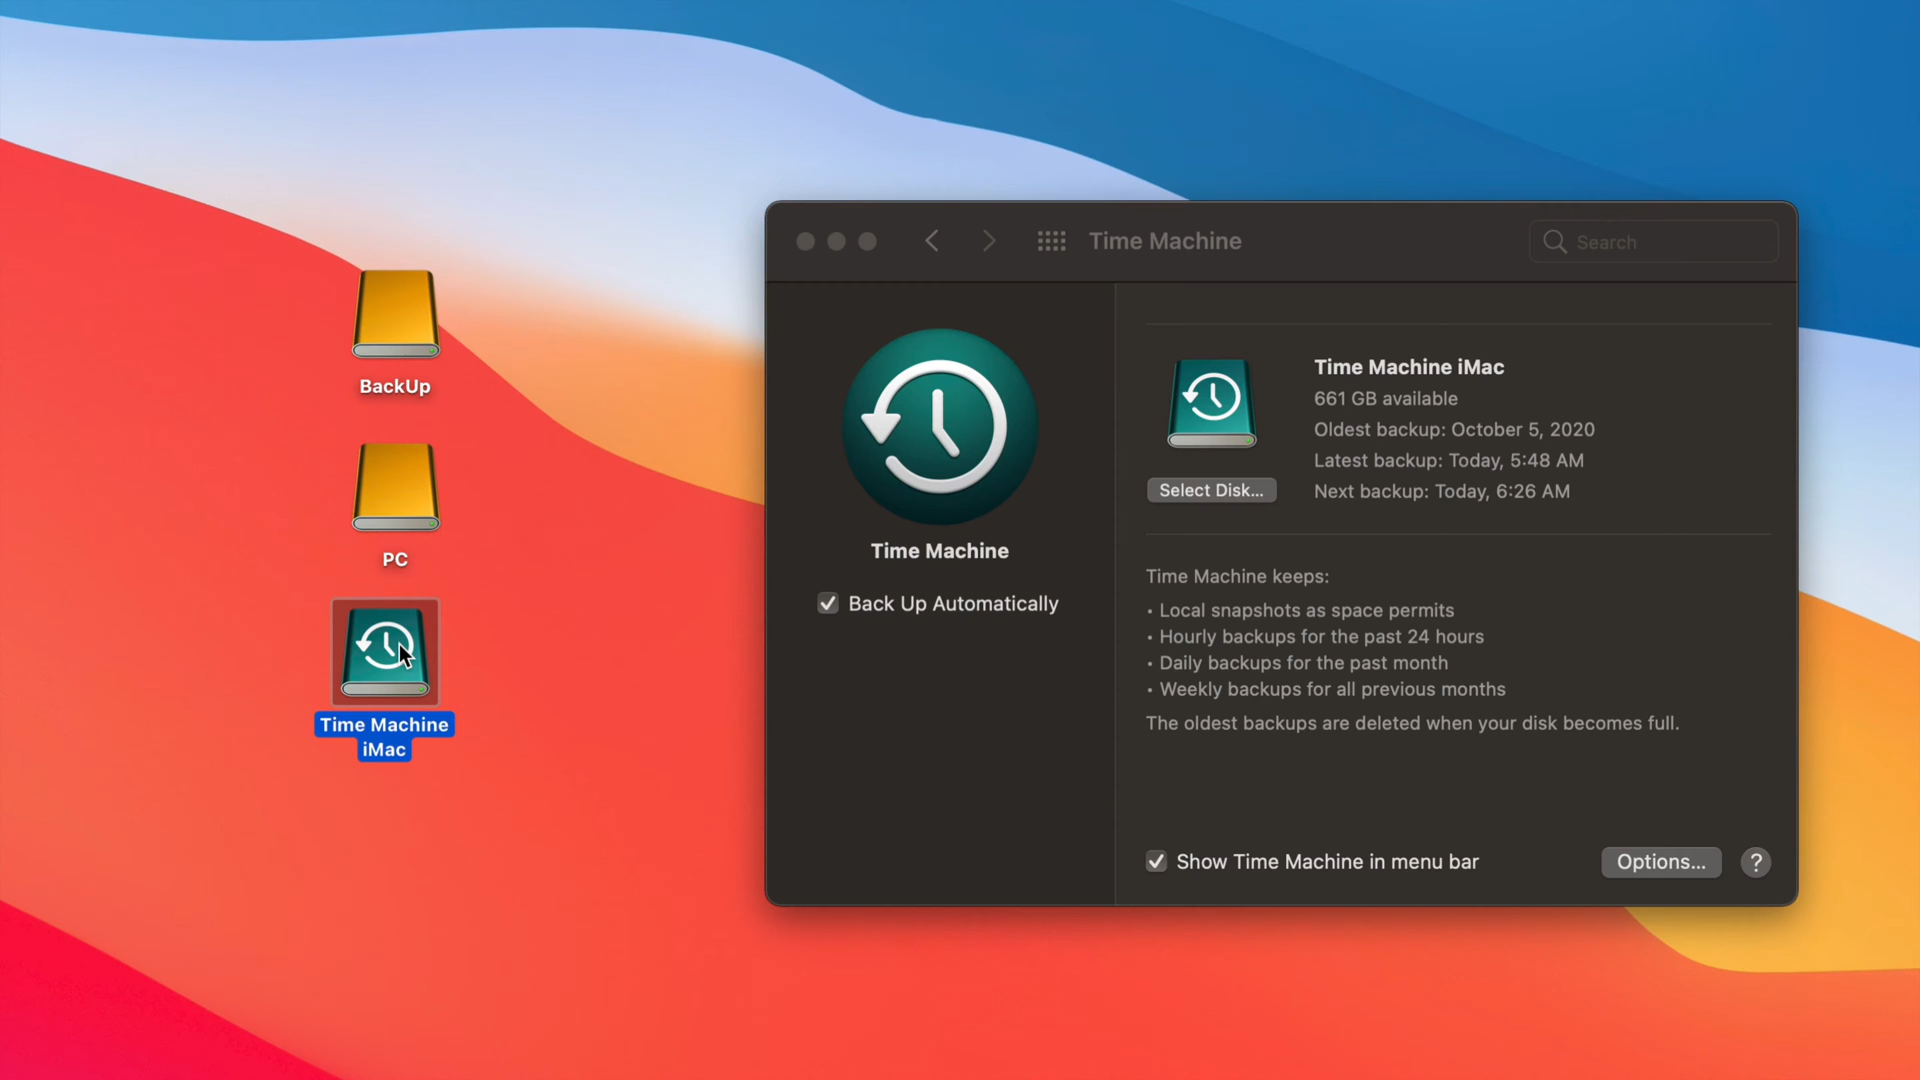 BackUp
PC
Time Machine
iMac
Time Machine
Search
Time Machine
Back Up Automatically
Select Disk...
Time Machine iMac
661 GB available
Oldest backup: October 5, 2020
Latest backup: Today, 5:48 AM
Next backup: Today, 6:26 AM
Time Machine keeps:
• Local snapshots as space permits
• Hourly backups for the past 24 hours
• Daily backups for the past month
• Weekly backups for all previous months
The oldest backups are deleted when your disk becomes full.
Show Time Machine in menu bar
Options...
?